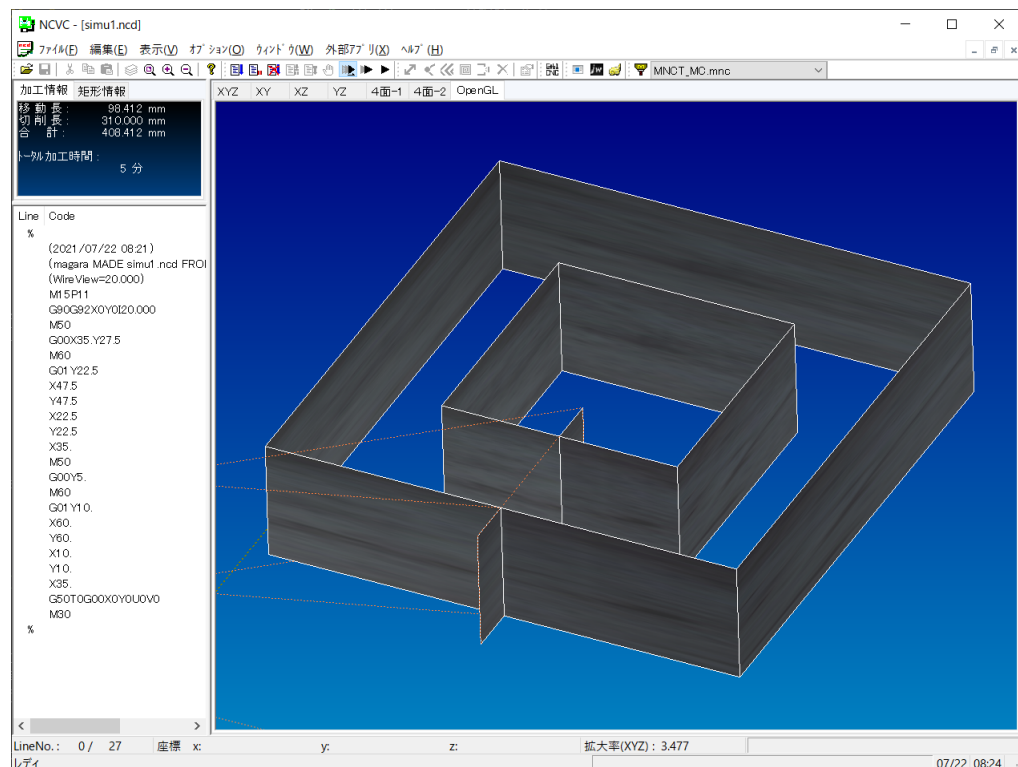 NCVC - [simu1.ncd]
ﾌｧｲﾙ(F) 編集(E) 表示(V) ｵﾌﾟｼｮﾝ(O) ｳｨﾝﾄﾞｳ(W) 外部ｱﾌﾟﾘ(X) ﾍﾙﾌﾟ(H)
MNCT_MC.mnc
加工情報 矩形情報
XYZ XY XZ YZ 4面-1 4面-2 OpenGL
移動長: 98.412 mm
切削長: 310.000 mm
合計: 408.412 mm
ﾄｰﾀﾙ加工時間:
5 分
Line Code
%
(2021/07/22 08:21)
(magara MADE simu1.ncd FROI
(WireView=20.000)
M15P11
G90G92X0Y0I20.000
M50
G00X35.Y27.5
M60
G01Y22.5
X47.5
Y47.5
X22.5
Y22.5
X35.
M50
G00Y5.
M60
G01Y10.
X60.
Y60.
X10.
Y10.
X35.
G50T0G00X0Y0U0V0
M30
%
LineNo.: 0 / 27 座標 x: y: z: 拡大率(XYZ) : 3.477
ﾚﾃﾞｨ 07/22 08:24